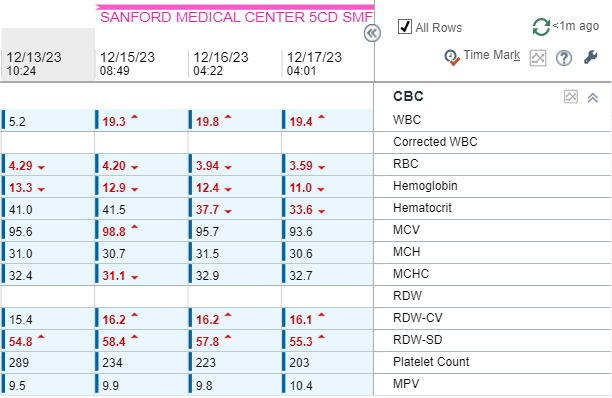 SANFORD MEDICAL CENTER 5CD SMF
All Rows
<1m ago
12/13/23 12/15/23 12/16/23 12/17/23
10:24 08:49 04:22 04:01
Time Mark
CBC
5.2 19.3 19.8 19.4 WBC
Corrected WBC
4.29 4.20 3.94 3.59 RBC
13.3 12.9 12.4 11.0 Hemoglobin
41.0 41.5 37.7 33.6 Hematocrit
95.6 98.8 95.7 93.6 MCV
31.0 30.7 31.5 30.6 MCH
32.4 31.1 32.9 32.7 MCHC
RDW
15.4 16.2 16.2 16.1 RDW-CV
54.8 58.4 57.8 55.3 RDW-SD
289 234 223 203 Platelet Count
9.5 9.9 9.8 10.4 MPV